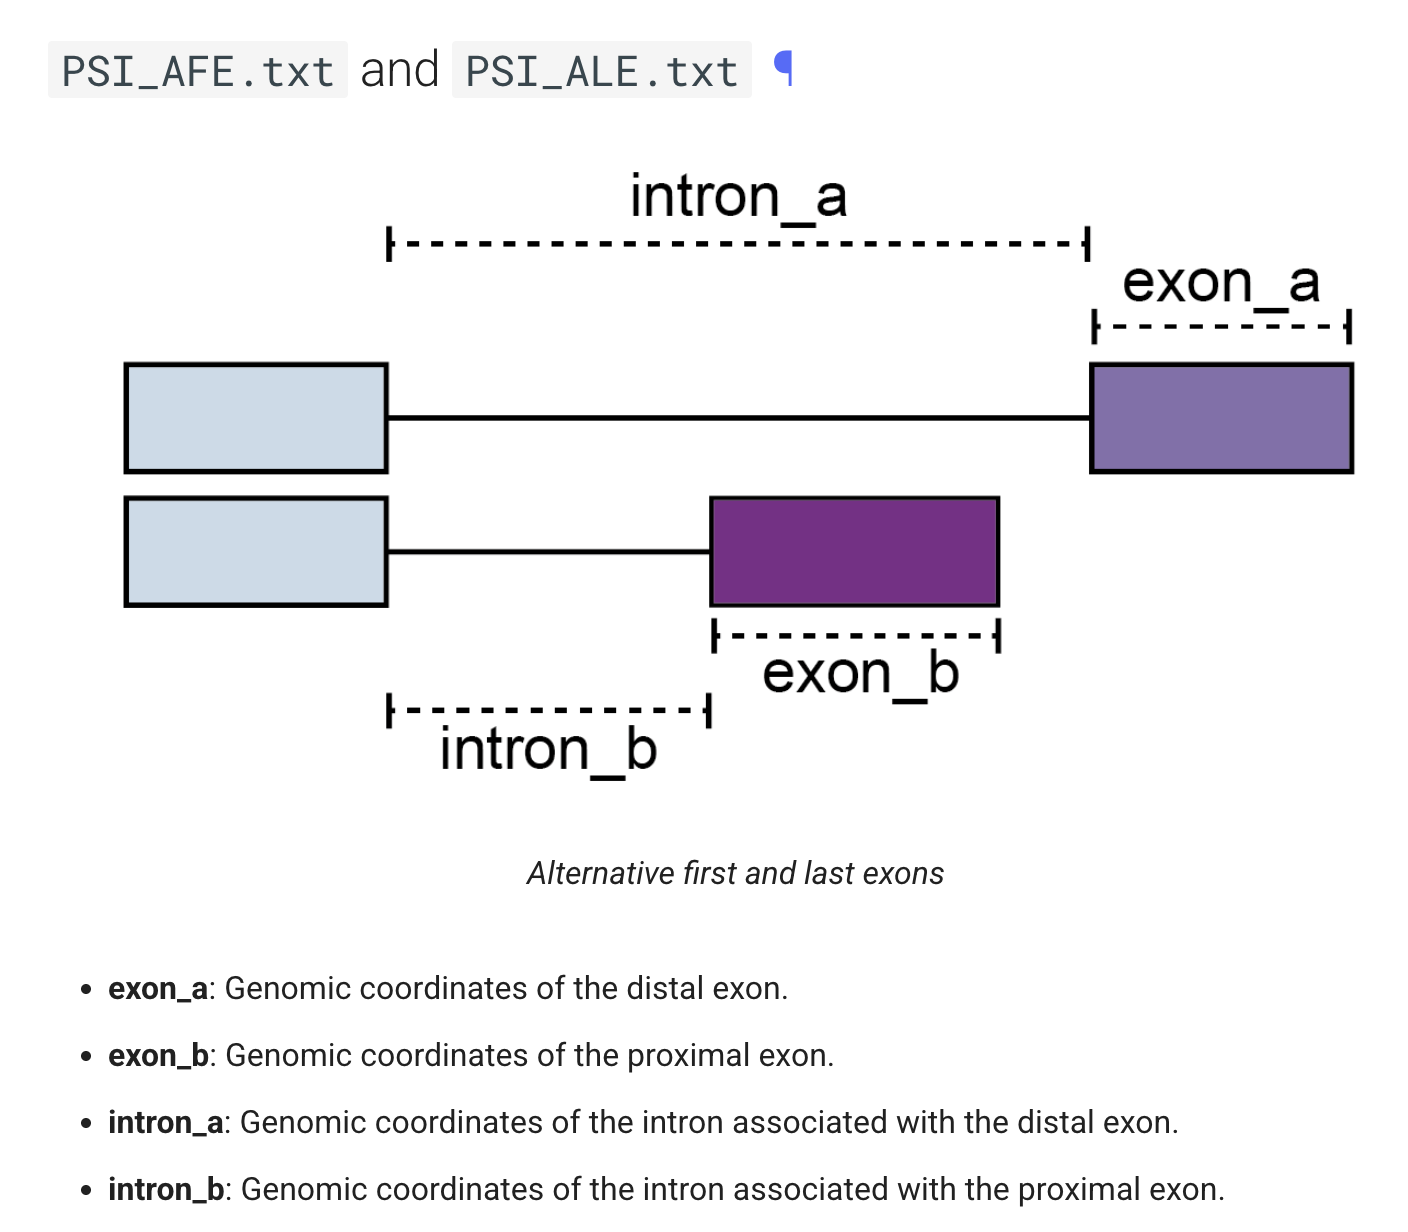 PSI_AFE.txt and PSI_ALE.txt ¶
intron_a
exon_a
exon_b
intron_b
Alternative first and last exons
• exon_a: Genomic coordinates of the distal exon.
• exon_b: Genomic coordinates of the proximal exon.
• intron_a: Genomic coordinates of the intron associated with the distal exon.
• intron_b: Genomic coordinates of the intron associated with the proximal exon.